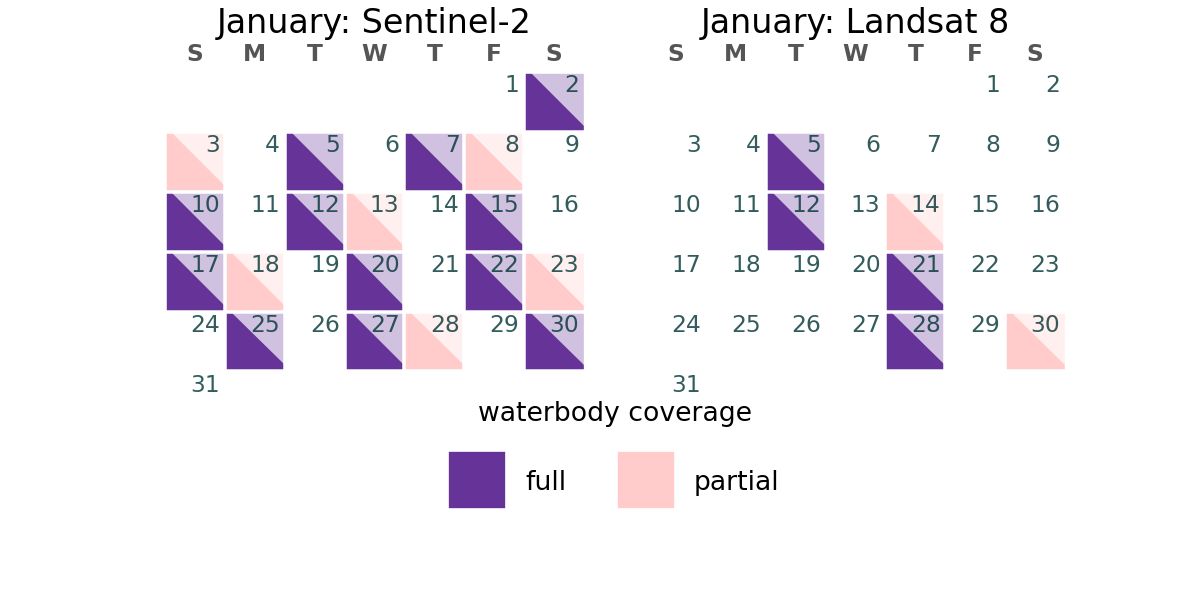 January: Sentinel-2
S M T W T F S
1 2
3 4 5 6 7 8 9
10 11 12 13 14 15 16
17 18 19 20 21 22 23
24 25 26 27 28 29 30
31
January: Landsat 8
S M T W T F S
1 2
3 4 5 6 7 8 9
10 11 12 13 14 15 16
17 18 19 20 21 22 23
24 25 26 27 28 29 30
31
waterbody coverage
full
partial